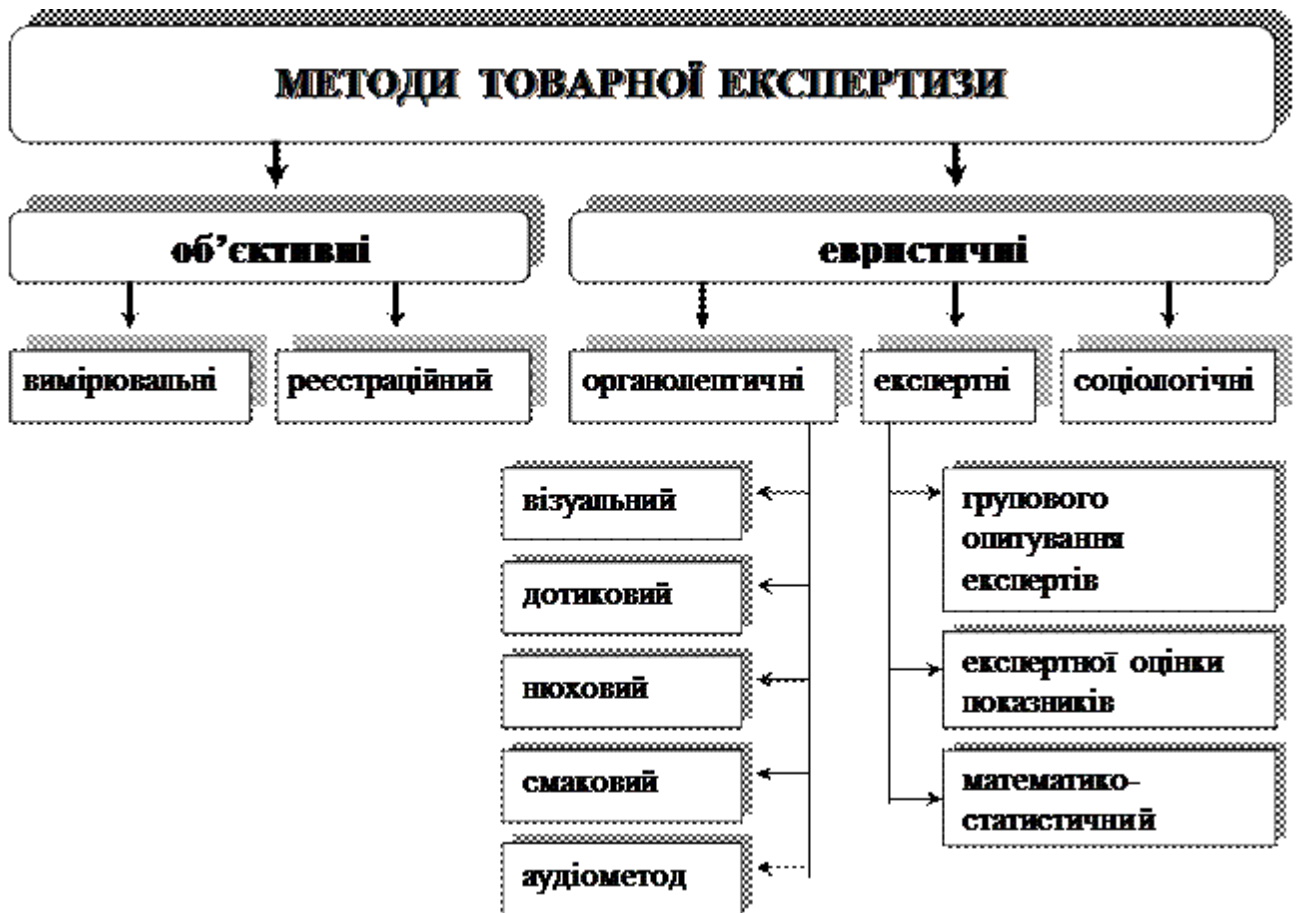 МЕТОДИ ТОВАРНОЇ ЕКСПЕРТИЗИ
об’єктивні
евристичні
вимірювальні
реєстраційний
органолептичні
експертні
соціологічні
візуальний
дотиковий
нюховий
смаковий
аудіометод
групового
опитування
експертів
експертної оцінки
показників
математико–
статистичний